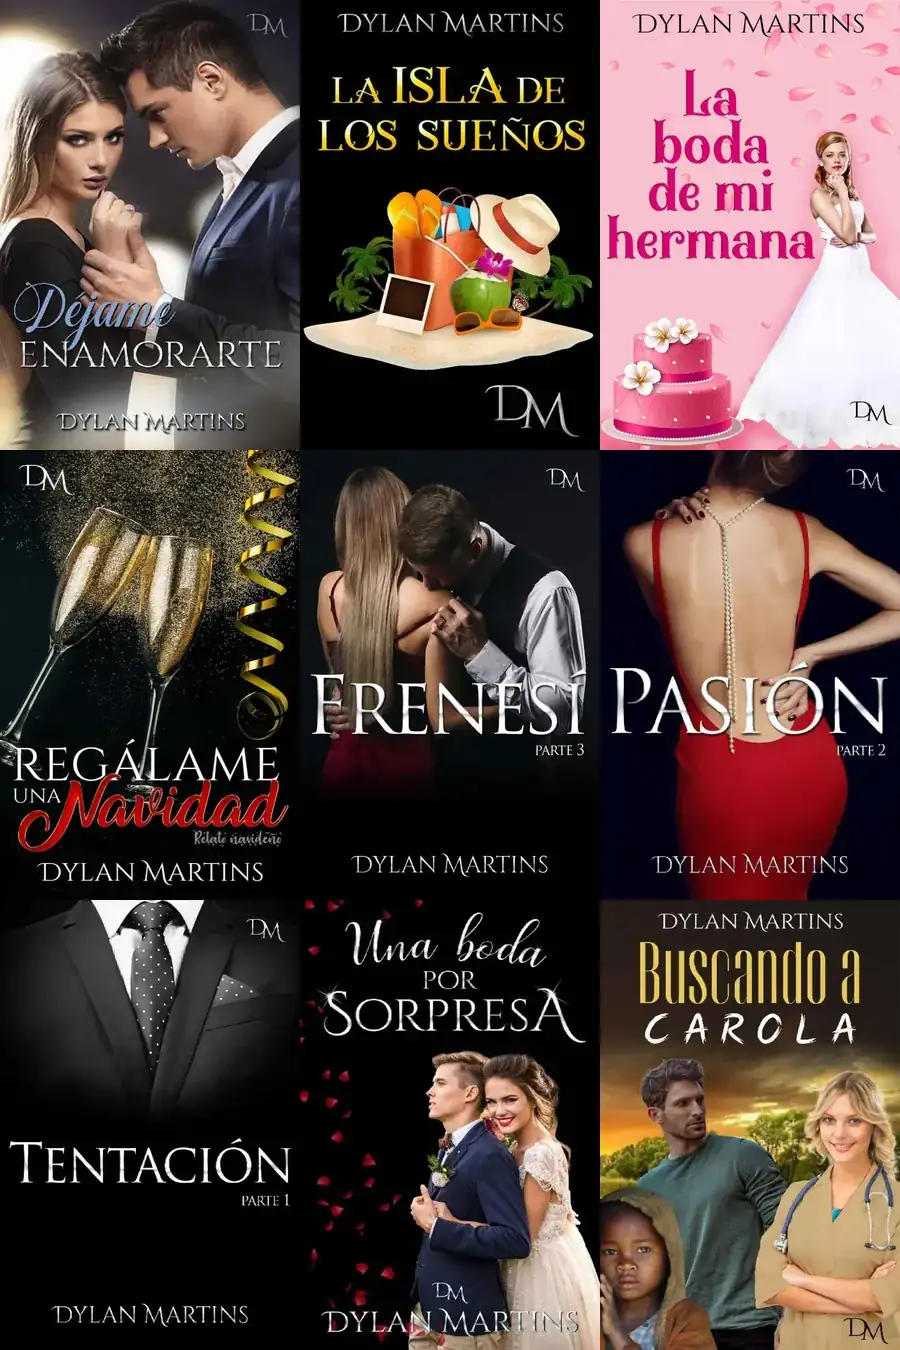 DM
Déjame
ENAMORARTE
DYLAN MARTINS
DYLAN MARTINS
LA ISLA DE
LOS SUEÑOS
DM
DYLAN MARTINS
La
boda
de mi
hermana
DM
DM
REGÁLAME
UNA Navidad
Relato navideño
DYLAN MARTINS
DM
FRENESÍ
PARTE 3
DYLAN MARTINS
DM
PASIÓN
PARTE 2
DYLAN MARTINS
DM
TENTACIÓN
PARTE 1
DYLAN MARTINS
Una boda
POR
SORPRESA
DM
DYLAN MARTINS
DYLAN MARTINS
BUSCANDO A
CAROLA
DM